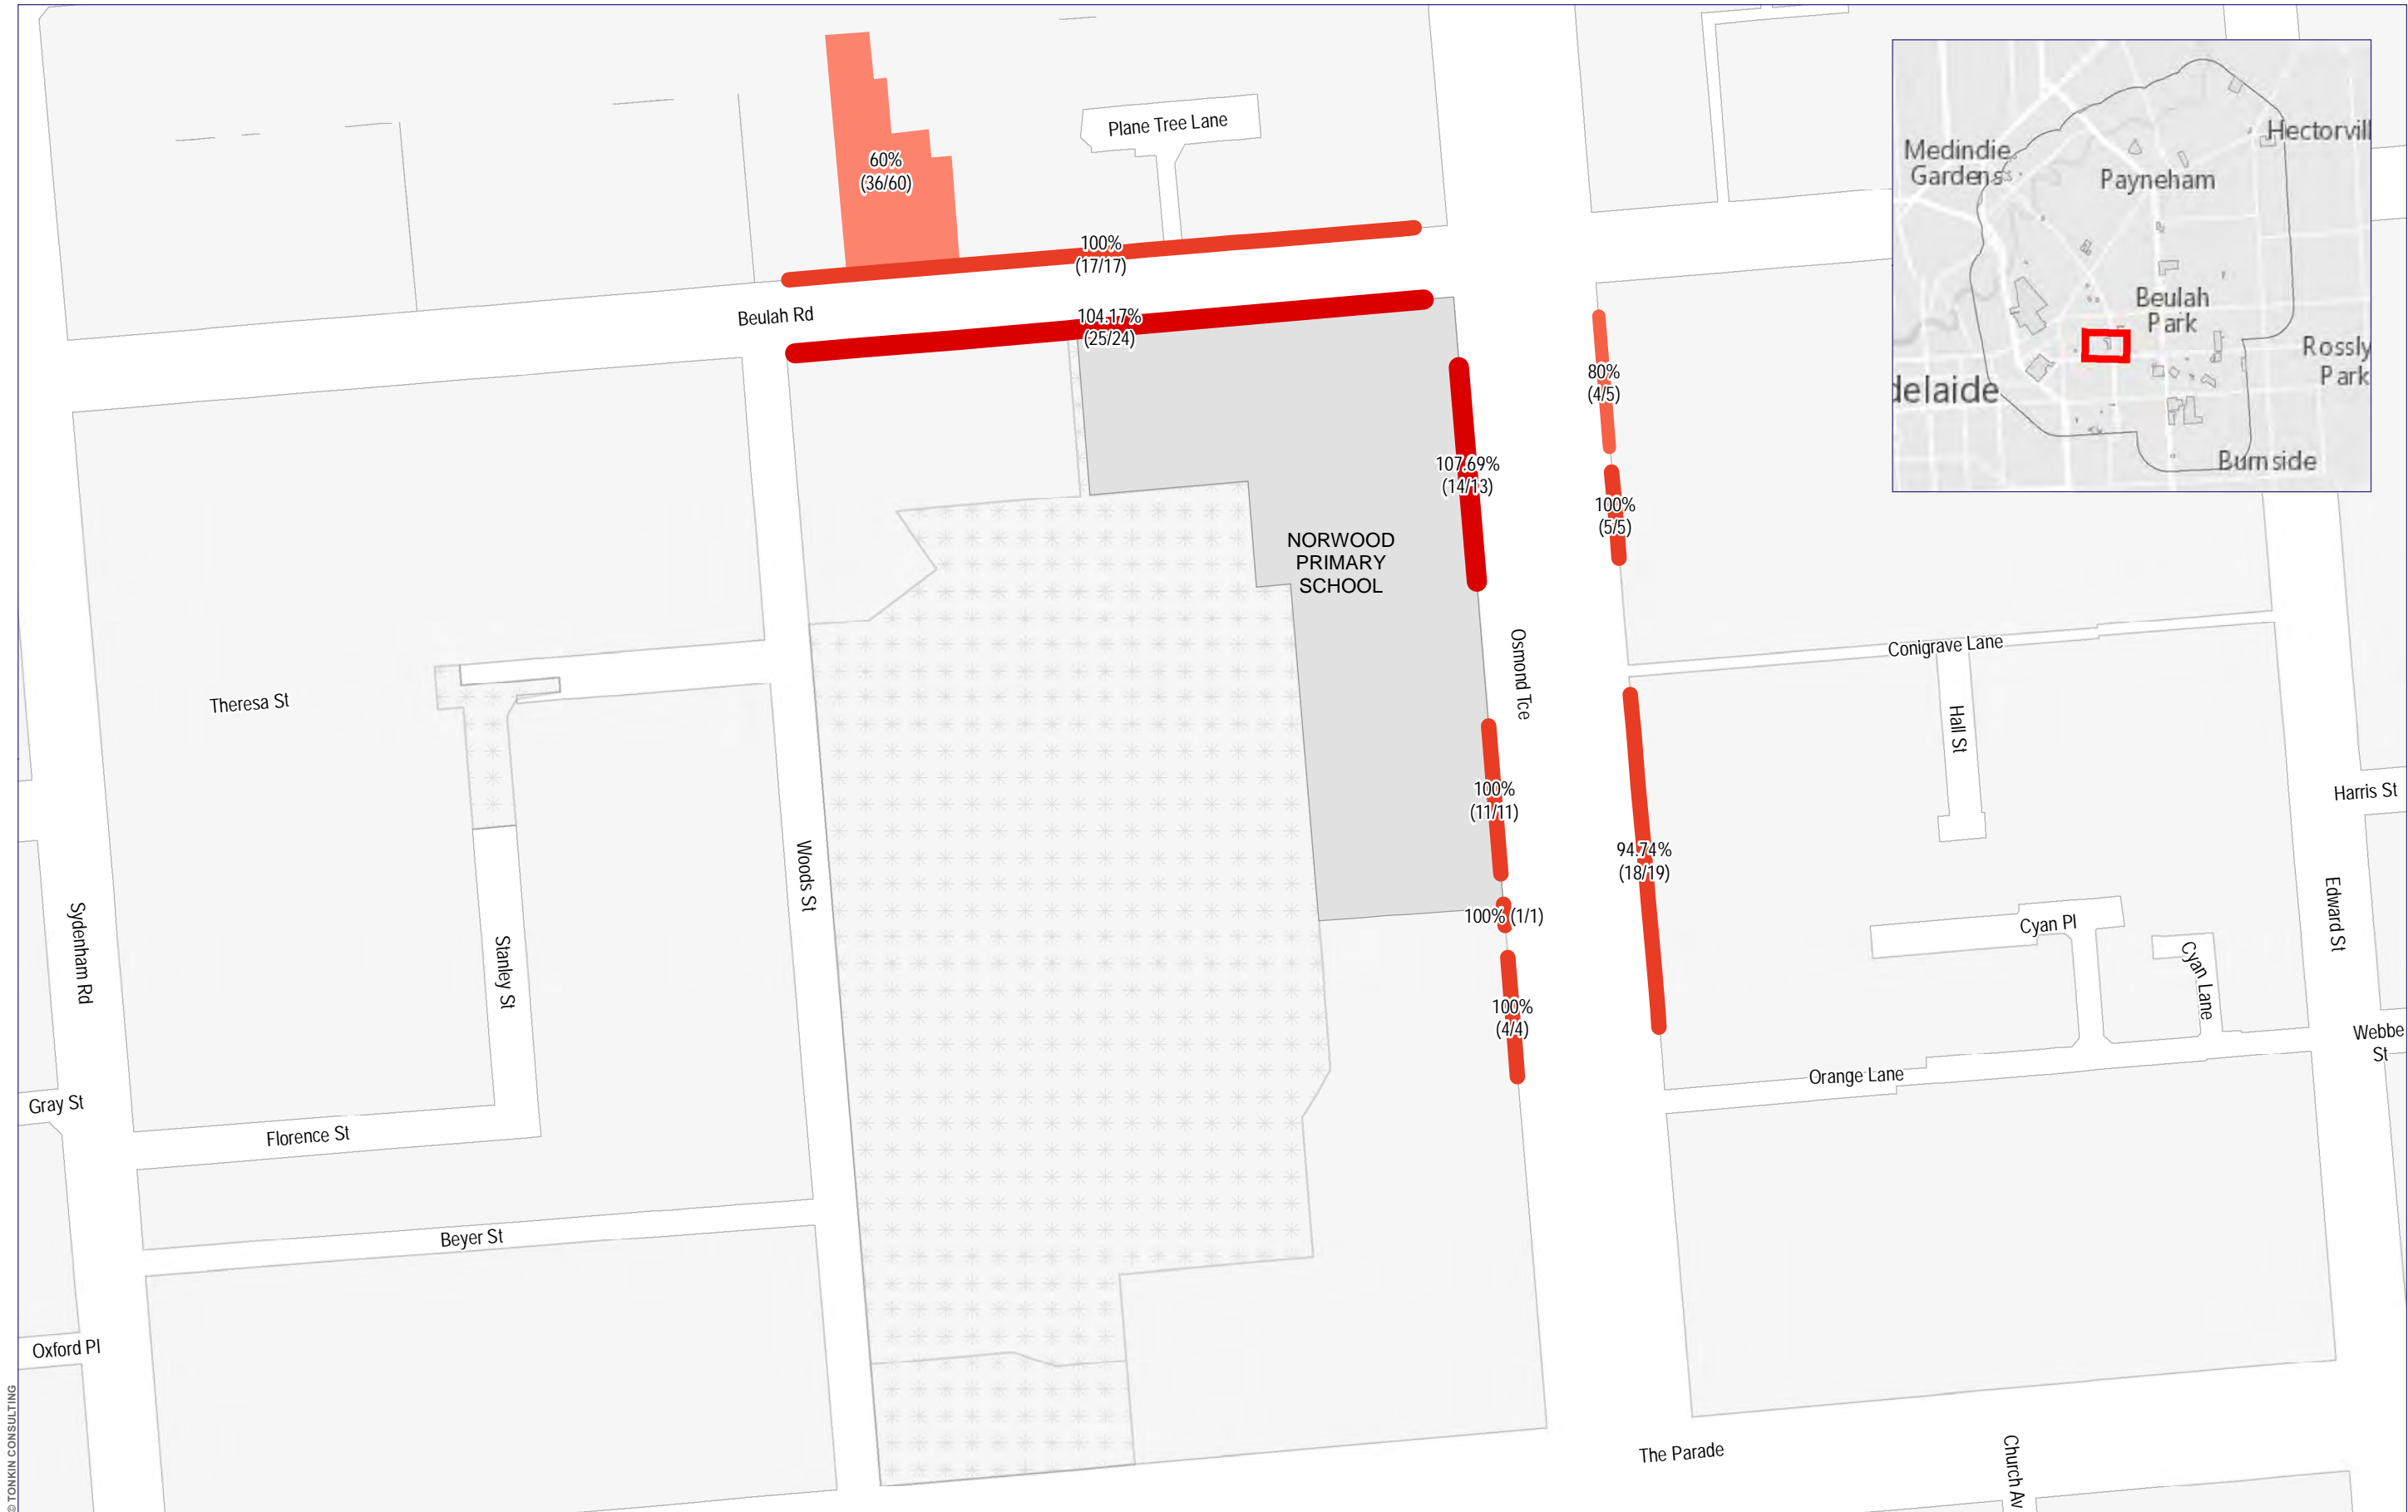 Plane Tree Lane
60%
(36/60)
100%
(17/17)
Beulah Rd
104.17%
(25/24)
80%
(4/5)
107.69%
(14/13)
100%
(5/5)
NORWOOD
PRIMARY
SCHOOL
Osmond Tce
Conigrave Lane
Theresa St
Hall St
100%
(11/11)
Harris St
94.74%
(18/19)
Woods St
100% (1/1)
Cyan Pl
Edward St
Sydenham Rd
Stanley St
Cyan Lane
100%
(4/4)
Webbe
St
Orange Lane
Gray St
Florence St
Beyer St
Oxford Pl
The Parade
Church Av
© TONKIN CONSULTING
Medindie
Gardens
Hectorvill
Payneham
Beulah
Park
Rossly
Park
delaide
Burnside